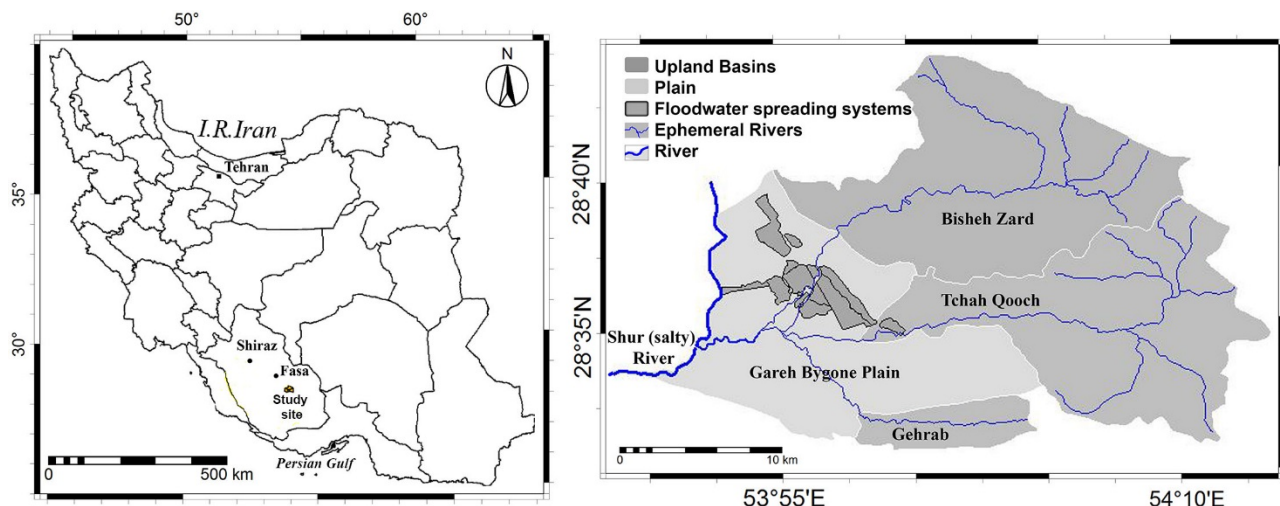 50°
60°
N
I.R.Iran
Tehran
35°
30°
Shiraz
Fasa
Study
site
Persian Gulf
0
500 km
Upland Basins
Plain
Floodwater spreading systems
Ephemeral Rivers
River
28°40'N
28°35'N
Bisheh Zard
Tchah Qooch
Shur (salty)
River
Gareh Bygone Plain
Gehrab
0
10 km
53°55'E
54°10'E